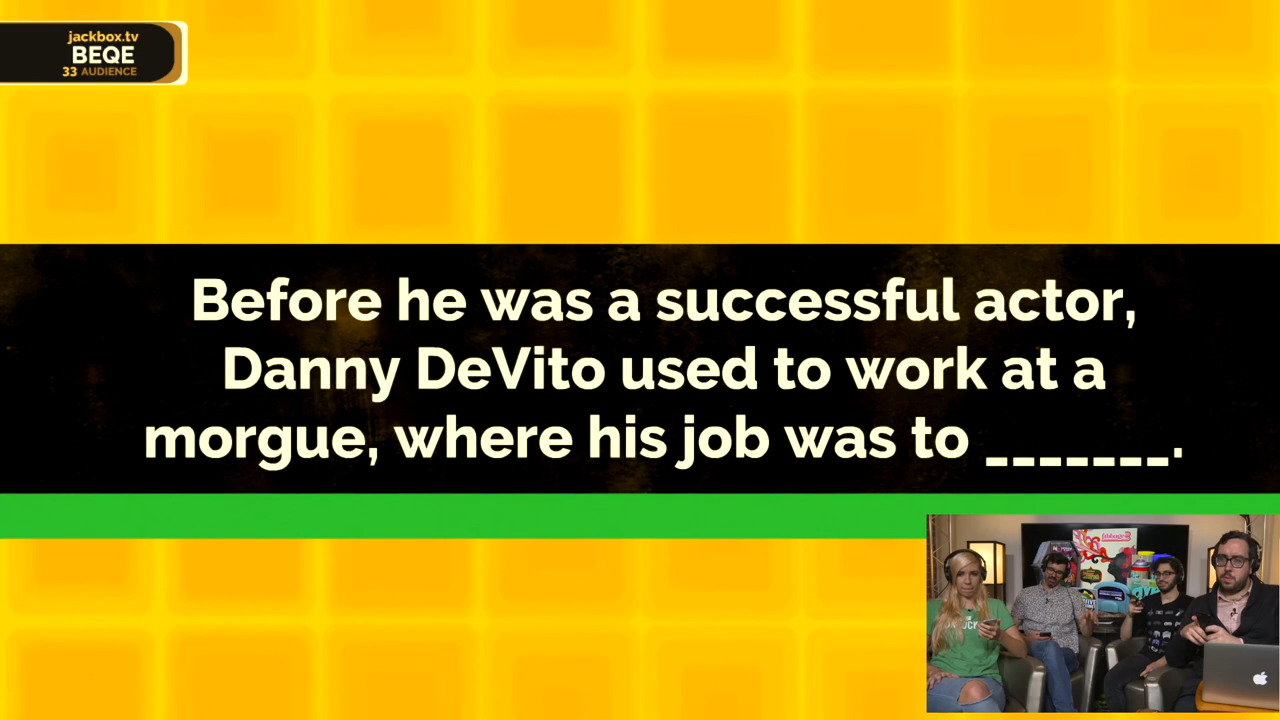 jackbox.tv
BEQE
33 AUDIENCE
Before he was a successful actor,
Danny DeVito used to work at a
morgue, where his job was to _______.